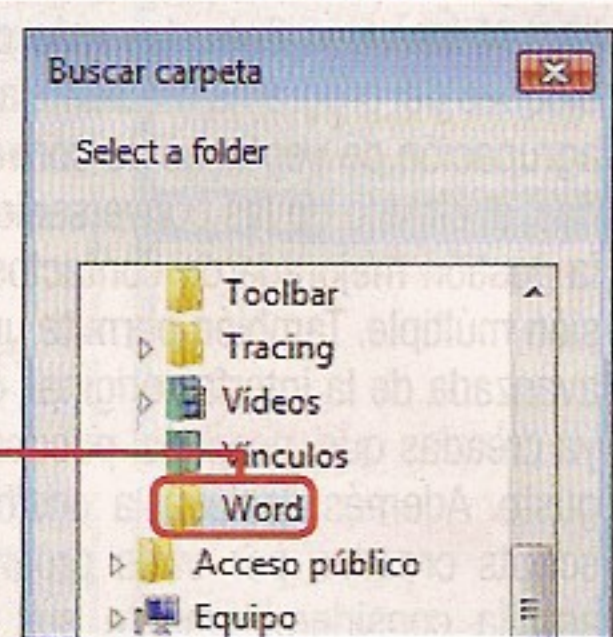 Buscar carpeta
Select a folder
Toolbar
Tracing
Vídeos
Vínculos
Word
Acceso público
Equipo